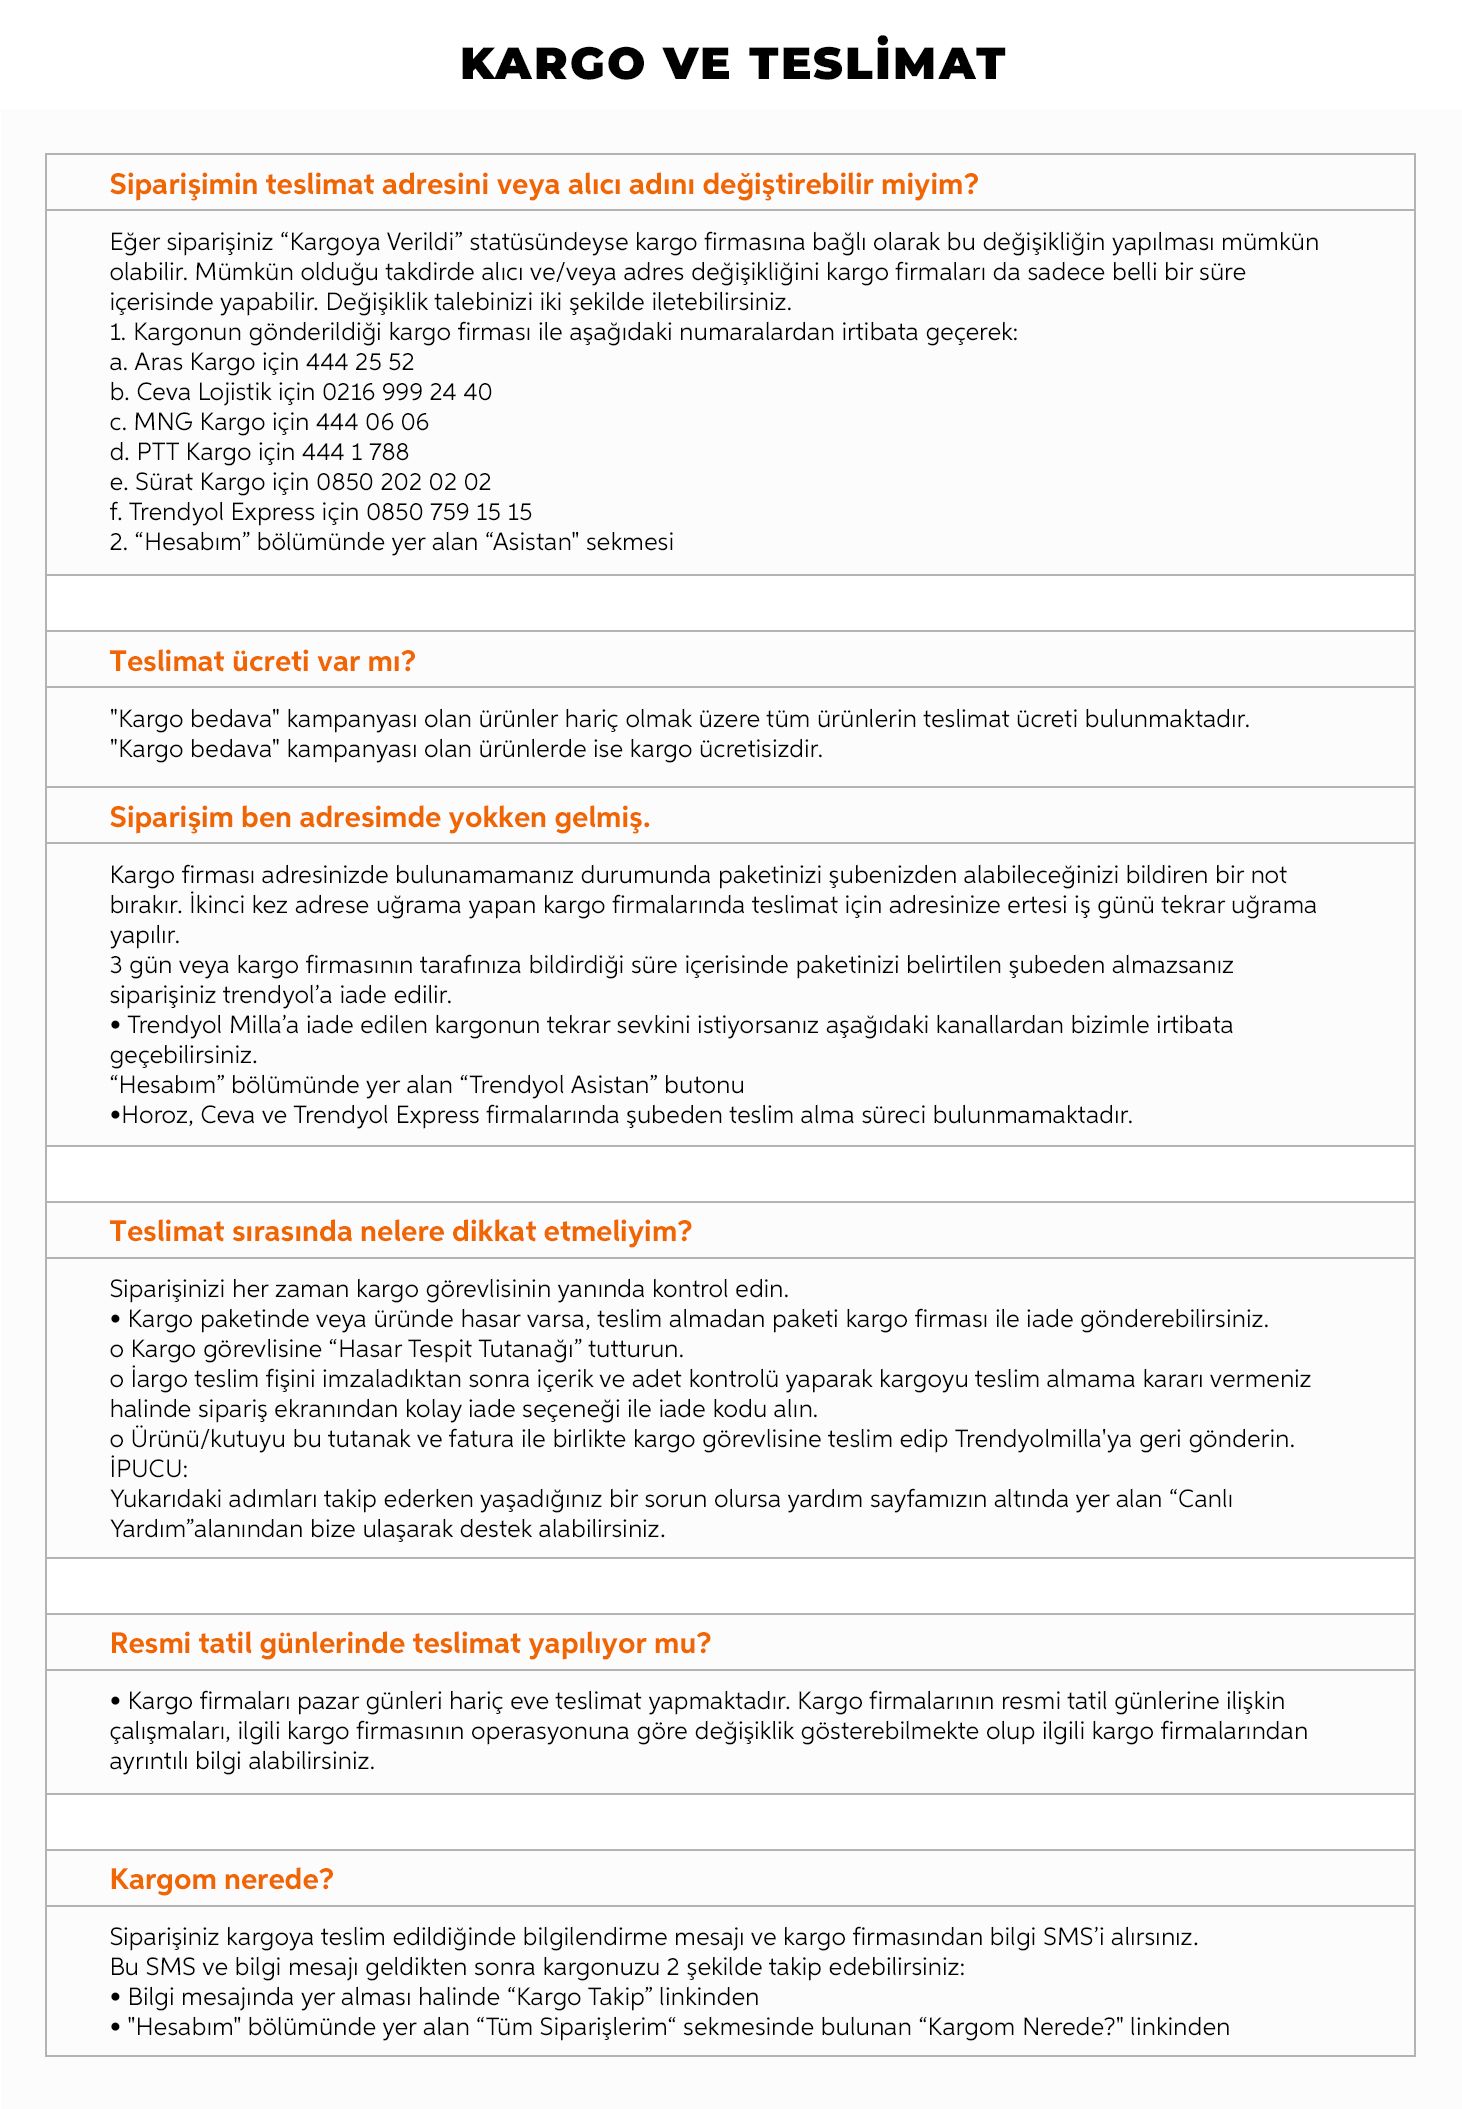 KARGO VE TESLİMAT
Siparişimin teslimat adresini veya alıcı adını değiştirebilir miyim?
Eğer siparişiniz “Kargoya Verildi” statüsündeyse kargo firmasına bağlı olarak bu değişikliğin yapılması mümkün
olabilir. Mümkün olduğu takdirde alıcı ve/veya adres değişikliğini kargo firmaları da sadece belli bir süre
içerisinde yapabilir. Değişiklik talebinizi iki şekilde iletebilirsiniz.
1. Kargonun gönderildiği kargo firması ile aşağıdaki numaralardan irtibata geçerek:
a. Aras Kargo için 444 25 52
b. Ceva Lojistik için 0216 999 24 40
c. MNG Kargo için 444 06 06
d. PTT Kargo için 444 1 788
e. Sürat Kargo için 0850 202 02 02
f. Trendyol Express için 0850 759 15 15
2. “Hesabım” bölümünde yer alan “Asistan" sekmesi
Teslimat ücreti var mı?
"Kargo bedava" kampanyası olan ürünler hariç olmak üzere tüm ürünlerin teslimat ücreti bulunmaktadır.
"Kargo bedava" kampanyası olan ürünlerde ise kargo ücretisizdir.
Siparişim ben adresimde yokken gelmiş.
Kargo firması adresinizde bulunamamanız durumunda paketinizi şubenizden alabileceğinizi bildiren bir not
bırakır. İkinci kez adrese uğrama yapan kargo firmalarında teslimat için adresinize ertesi iş günü tekrar uğrama
yapılır.
3 gün veya kargo firmasının tarafınıza bildirdiği süre içerisinde paketinizi belirtilen şubeden almazsanız
siparişiniz trendyol’a iade edilir.
• Trendyol Milla’a iade edilen kargonun tekrar sevkini istiyorsanız aşağıdaki kanallardan bizimle irtibata
geçebilirsiniz.
“Hesabım” bölümünde yer alan “Trendyol Asistan” butonu
•Horoz, Ceva ve Trendyol Express firmalarında şubeden teslim alma süreci bulunmamaktadır.
Teslimat sırasında nelere dikkat etmeliyim?
Siparişinizi her zaman kargo görevlisinin yanında kontrol edin.
• Kargo paketinde veya üründe hasar varsa, teslim almadan paketi kargo firması ile iade gönderebilirsiniz.
o Kargo görevlisine “Hasar Tespit Tutanağı” tutturun.
o İargo teslim fişini imzaladıktan sonra içerik ve adet kontrolü yaparak kargoyu teslim almama kararı vermeniz
halinde sipariş ekranından kolay iade seçeneği ile iade kodu alın.
o Ürünü/kutuyu bu tutanak ve fatura ile birlikte kargo görevlisine teslim edip Trendyolmilla'ya geri gönderin.
İPUCU:
Yukarıdaki adımları takip ederken yaşadığınız bir sorun olursa yardım sayfamızın altında yer alan “Canlı
Yardım”alanından bize ulaşarak destek alabilirsiniz.
Resmi tatil günlerinde teslimat yapılıyor mu?
• Kargo firmaları pazar günleri hariç eve teslimat yapmaktadır. Kargo firmalarının resmi tatil günlerine ilişkin
çalışmaları, ilgili kargo firmasının operasyonuna göre değişiklik gösterebilmekte olup ilgili kargo firmalarından
ayrıntılı bilgi alabilirsiniz.
Kargom nerede?
Siparişiniz kargoya teslim edildiğinde bilgilendirme mesajı ve kargo firmasından bilgi SMS’i alırsınız.
Bu SMS ve bilgi mesajı geldikten sonra kargonuzu 2 şekilde takip edebilirsiniz:
• Bilgi mesajında yer alması halinde “Kargo Takip” linkinden
• "Hesabım" bölümünde yer alan “Tüm Siparişlerim“ sekmesinde bulunan “Kargom Nerede?" linkinden